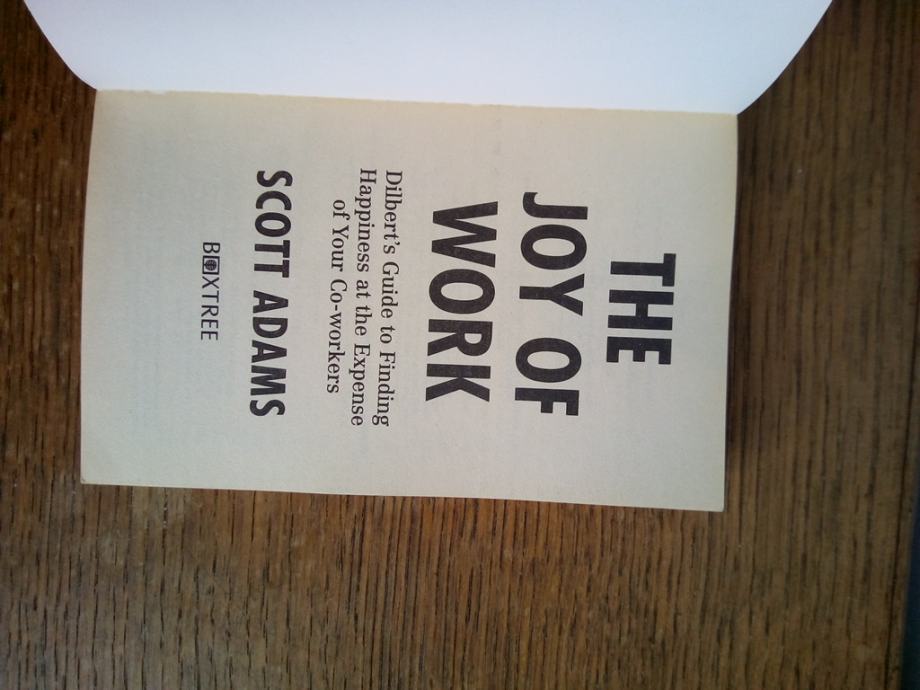 THE
JOY OF
WORK
Dilbert's Guide to Finding
Happiness at the Expense
of Your Co-workers
SCOTT ADAMS
BOXTREE